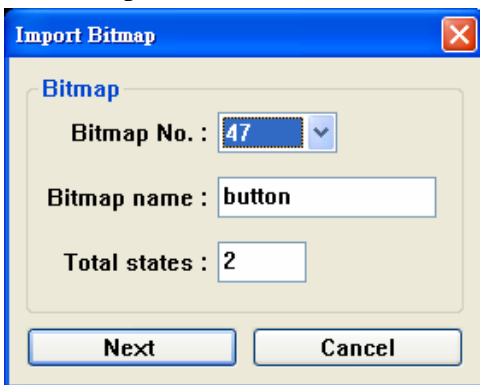 Import Bitmap
Bitmap
Bitmap No. : 47
Bitmap name : button
Total states : 2
Next Cancel